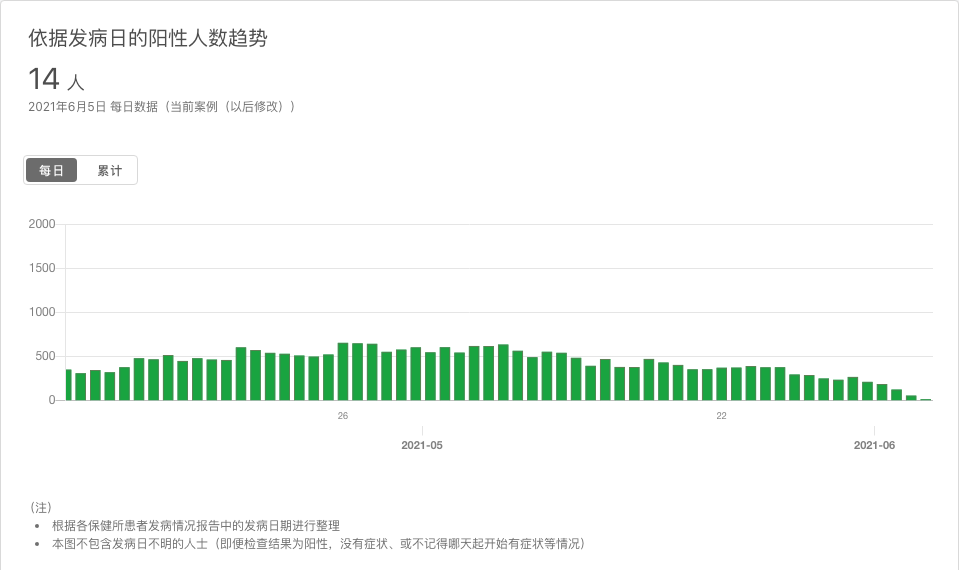 依据发病日的阳性人数趋势
14 人
2021年6月5日 每日数据（当前案例（以后修改））
每日 累计
2000
1500
1000
500
0
26 22
2021-05 2021-06
（注）
• 根据各保健所患者发病情况报告中的发病日期进行整理
• 本图不包含发病日不明的人士（即便检查结果为阳性，没有症状、或不记得哪天起开始有症状等情况）